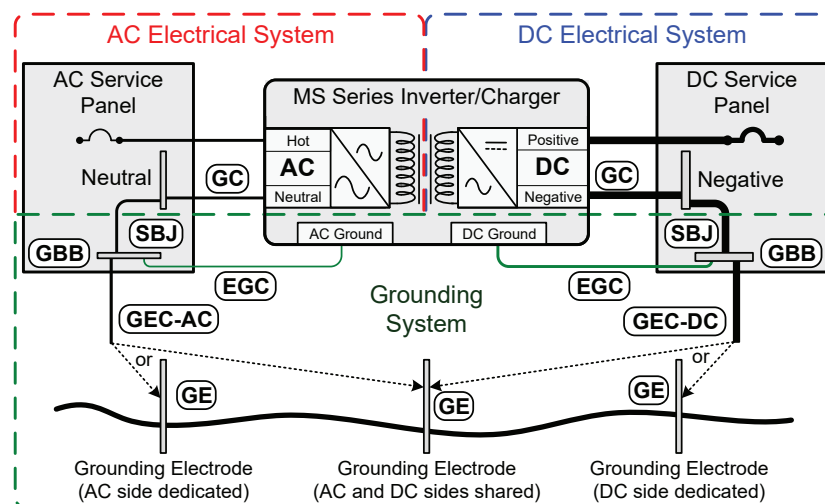 AC Electrical System
DC Electrical System
AC Service
Panel
MS Series Inverter/Charger
DC Service
Panel
Hot
AC
Neutral
Positive
DC
Negative
Neutral
GC
GC
Negative
SBJ
AC Ground
DC Ground
SBJ
GBB
GBB
EGC
EGC
Grounding
System
GEC-AC
GEC-DC
or
or
GE
GE
GE
Grounding Electrode
(AC side dedicated)
Grounding Electrode
(AC and DC sides shared)
Grounding Electrode
(DC side dedicated)